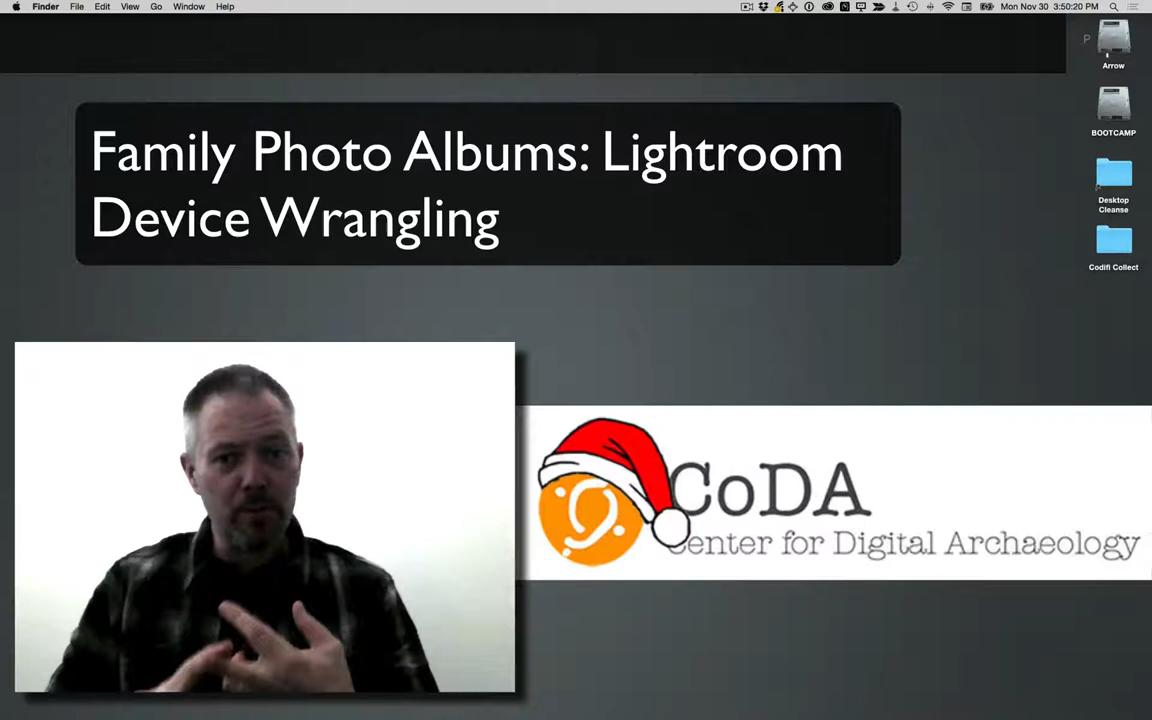 Finder File Edit View Go Window Help
Mon Nov 30 3:50:20 PM
P
Arrow
BOOTCAMP
Desktop
Cleanse
Codifi Collect
Family Photo Albums: Lightroom
Device Wrangling
CoDA
Center for Digital Archaeology